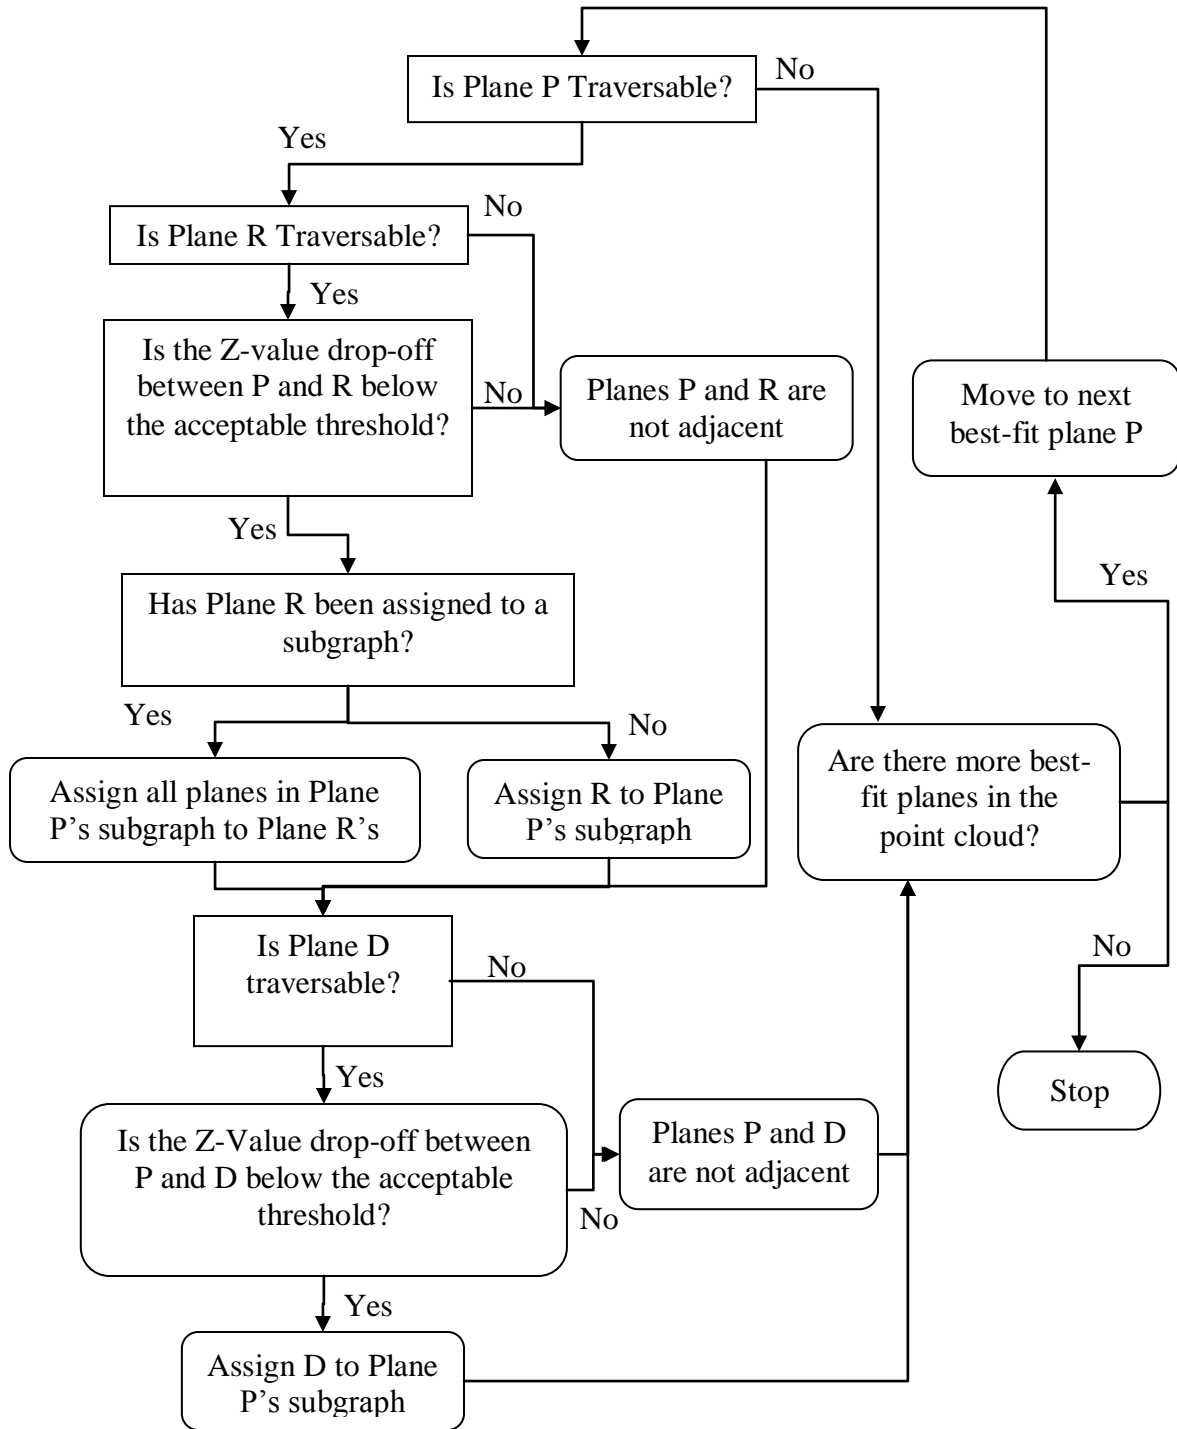 Is Plane P Traversable?
No
Yes
Is Plane R Traversable?
No
Yes
Is the Z-value drop-off
between P and R below
the acceptable threshold?
No
Planes P and R are
not adjacent
Move to next
best-fit plane P
Yes
Has Plane R been assigned to a
subgraph?
Yes
Yes
No
Assign all planes in Plane
P’s subgraph to Plane R’s
Assign R to Plane
P’s subgraph
Are there more best-
fit planes in the
point cloud?
Is Plane D
traversable?
No
No
Yes
Stop
Is the Z-Value drop-off between
P and D below the acceptable
threshold?
No
Planes P and D
are not adjacent
Yes
Assign D to Plane
P’s subgraph